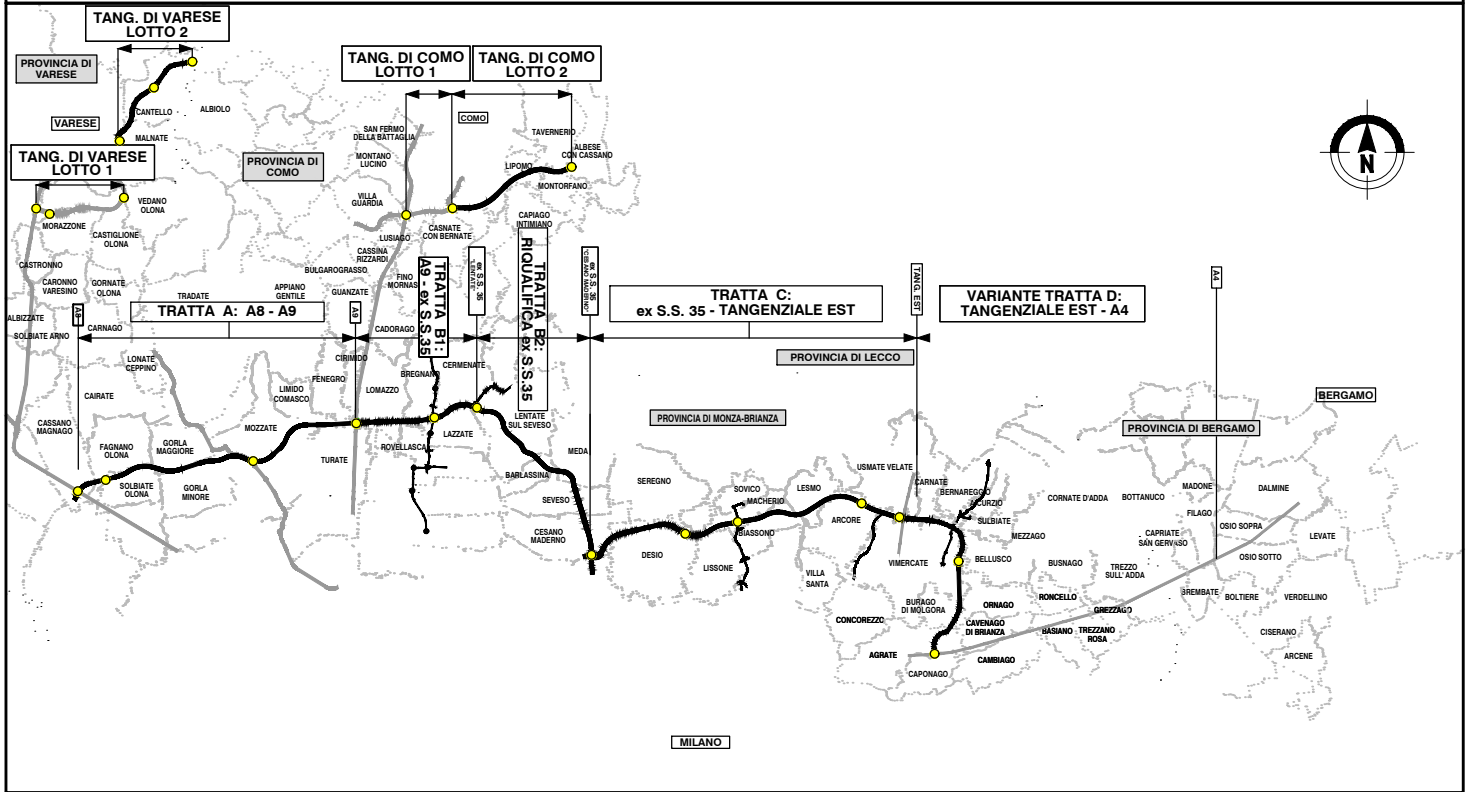 TANG. DI VARESE
LOTTO 2
PROVINCIA DI
VARESE
TANG. DI COMO
LOTTO 1
TANG. DI COMO
LOTTO 2
CANTELLO
ALBIOLO
VARESE
MALNATE
COMO
SAN FERMO
DELLA BATTAGLIA
TAVERNERIO
ALBESE
CON CASSANO
TANG. DI VARESE
LOTTO 1
PROVINCIA DI
COMO
MONTANO
LUCINO
LIPOMO
MONTORFANO
N
VEDANO
OLONA
VILLA
GUARDIA
MORAZZONE
CASTIGLIONE
OLONA
CASNATE
CON BERNATE
CAPIAGO
INTIMIANO
LUSIAGO
CASSINA
RIZZARDI
CASTRONNO
BULGAROGRASSO
CARONNO
VARESINO
GORNATE
OLONA
APPIANO
GENTILE
GUANZATE
FINO
MORNAS
TRADATE
ALBIZZATE
SOLBIATE ARNO
CARNAGO
A8
TRATTA A: A8 - A9
A9
CADORAGO
TRATTA B1:
A9 - ex S.S.35
ex S.S. 35
"LENTATE"
TRATTA B2:
RIQUALIFICA ex S.S.35
ex S.S. 35
"CESANO MADERNO"
TRATTA C:
ex S.S. 35 - TANGENZIALE EST
TANG. EST
VARIANTE TRATTA D:
TANGENZIALE EST - A4
A4
PROVINCIA DI LECCO
LONATE
CEPPINO
CIRIMIDO
CERMENATE
BREGNANO
FENEGRO
LIMIDO
COMASCO
LOMAZZO
CAIRATE
BERGAMO
PROVINCIA DI MONZA-BRIANZA
PROVINCIA DI BERGAMO
CASSANO
MAGNAGO
MOZZATE
LENTATE
SUL SEVESO
LAZZATE
FAGNANO
OLONA
GORLA
MAGGIORE
ROVELLASCA
TURATE
MEDA
BARLASSINA
SOLBIATE
OLONA
GORLA
MINORE
SEVESO
SEREGNO
SOVICO
MACHERIO
LESMO
USMATE VELATE
CARNATE
BERNAREGGIO
CORNATE D'ADDA
BOTTANUCO
MADONE
DALMINE
FILAGO
SULBIATE
ARCORE
BIASSONO
CESANO
MADERNO
DESIO
LISSONE
MEZZAGO
CAPRIATE
SAN GERVASO
OSIO SOPRA
LEVATE
OSIO SOTTO
VIMERCATE
BELLUSCO
BUSNAGO
TREZZO
SULL' ADDA
VILLA
SANTA
BREMBATE
BOLTIERE
VERDELLINO
BURAGO
DI MOLGORA
ORNAGO
RONCELLO
GREZZAGO
CONCOREZZO
CAVENAGO
DI BRIANZA
BASIANO
TREZZANO
ROSA
CISERANO
ARCENE
AGRATE
CAMBIAGO
CAPONAGO
MILANO